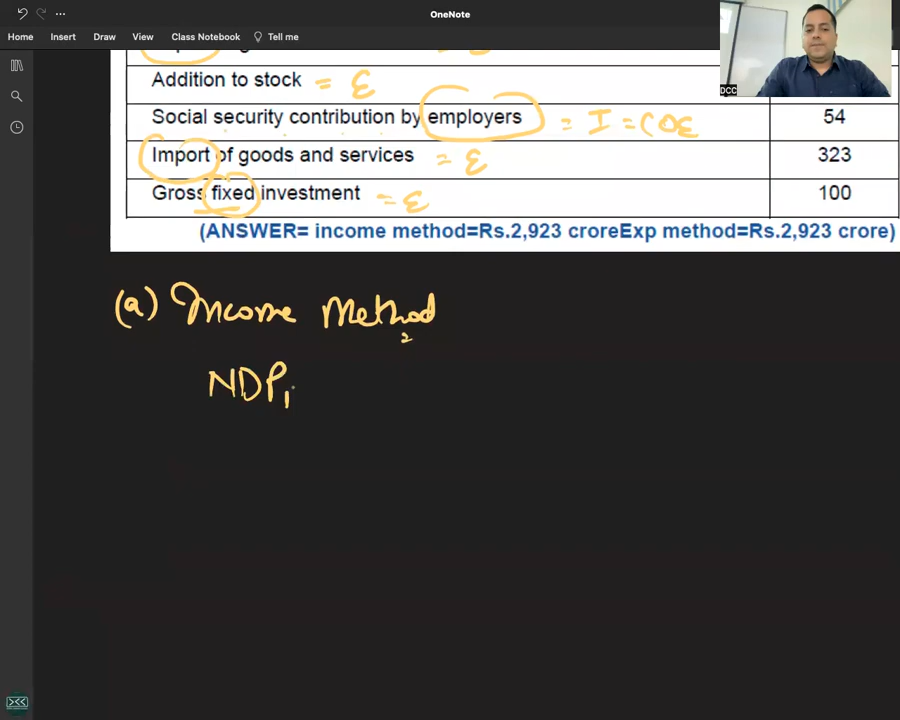 OneNote
Home Insert Draw View Class Notebook Tell me
DCC
Addition to stock = E
Social security contribution by employers = I = COE 54
Import of goods and services = E 323
Gross fixed investment = E 100
(ANSWER= income method=Rs.2,923 croreExp method=Rs.2,923 crore)
(a) Income Method
NDP